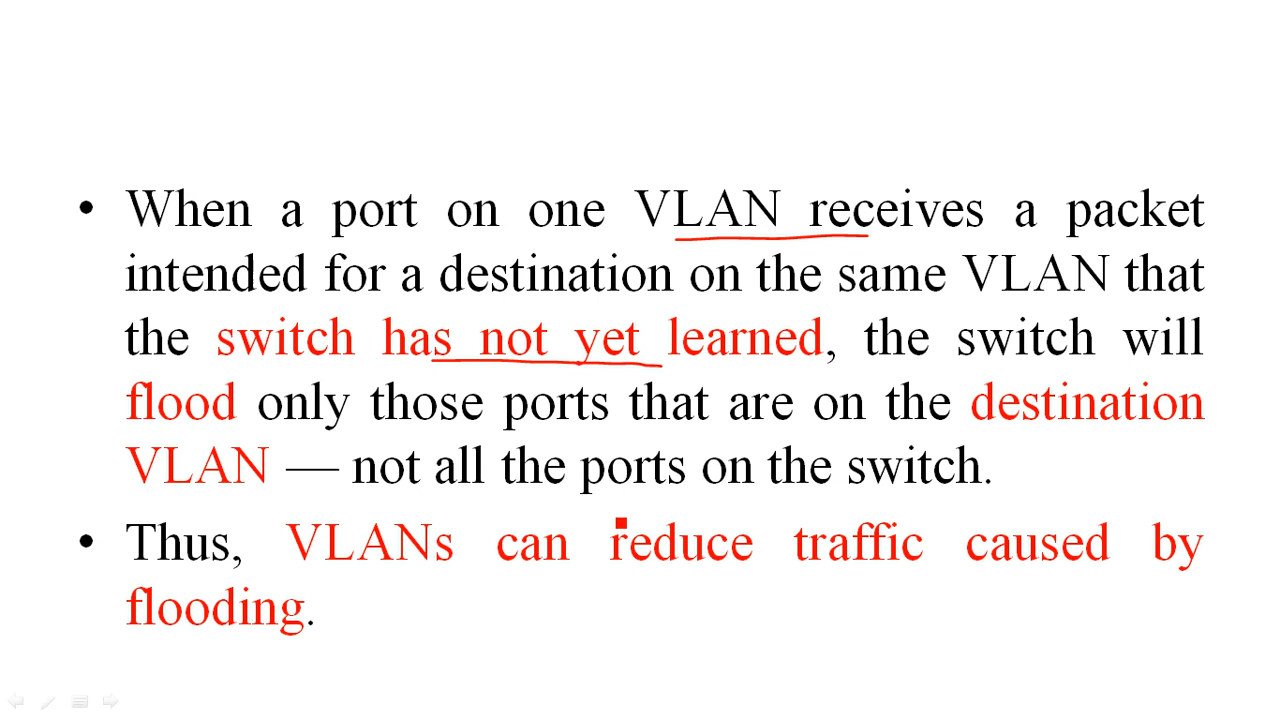 • When a port on one VLAN receives a packet
intended for a destination on the same VLAN that
the switch has not yet learned, the switch will
flood only those ports that are on the destination
VLAN — not all the ports on the switch.
• Thus, VLANs can reduce traffic caused by
flooding.